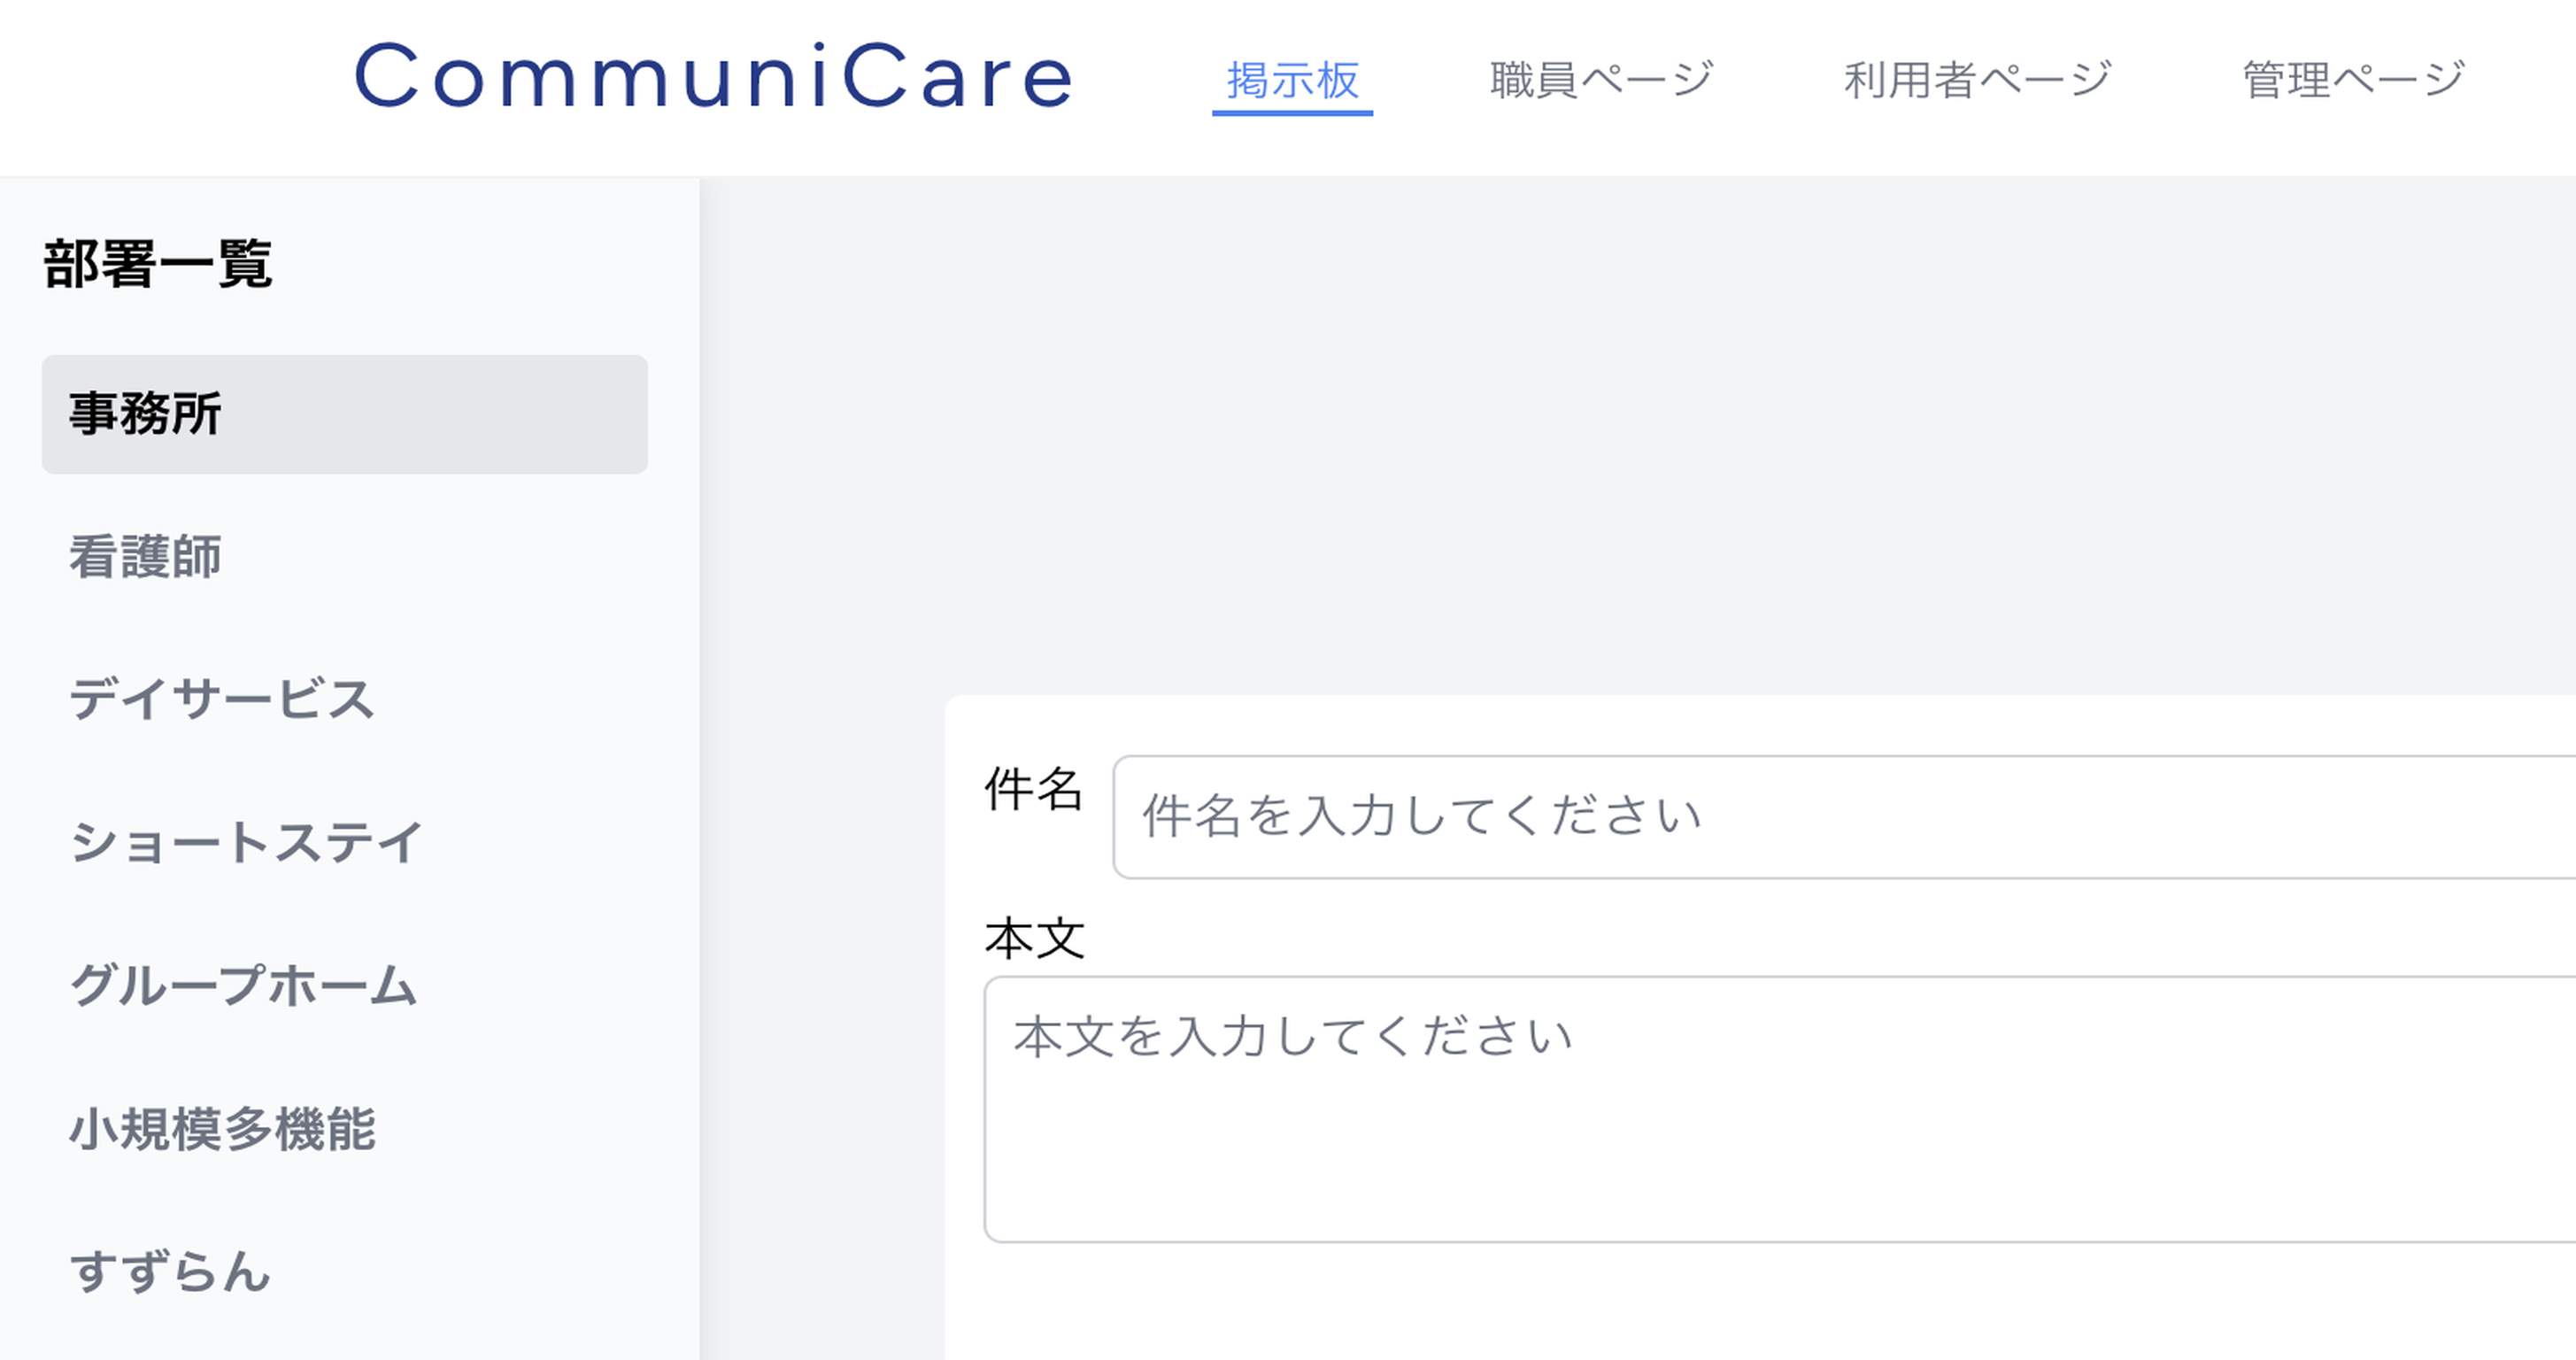 CommuniCare 掲示板 職員ページ 利用者ページ 管理ページ
部署一覧
事務所
看護師
デイサービス
ショートステイ
グループホーム
小規模多機能
すずらん
件名 件名を入力してください
本文
本文を入力してください